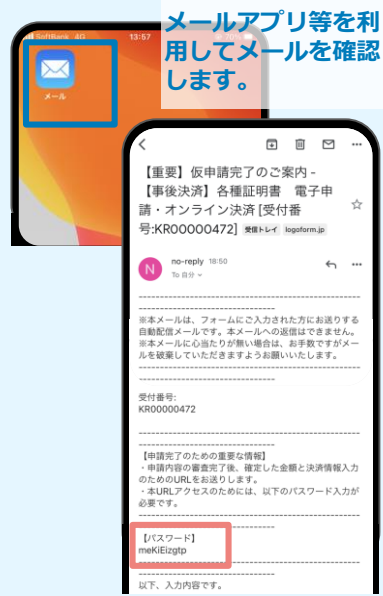 メールアプリ等を利
用してメールを確認
します。
SoftBank 4G
13:57
70%
メール
【重要】仮申請完了のご案内 -
【事後決済】各種証明書 電子申
請・オンライン決済 [受付番
号:KR00000472] 受信トレイ logoform.jp
N
no-reply 18:50
To 自分
--------------------------------------------------
------------------------------
※本メールは、フォームにご入力された方にお送りする
自動配信メールです。本メールへの返信はできません。
※本メールに心当たりが無い場合は、お手数ですがメー
ルを破棄していただきますようお願いいたします。
--------------------------------------------------
------------------------------
受付番号:
KR00000472
--------------------------------------------------
------------------------------
【申請完了のための重要な情報】
・申請内容の審査完了後、確定した金額と決済情報入力
のためのURLをお送りします。
・本URLアクセスのためには、以下のパスワード入力が
必要です。
--------------------------------------------------
------------------------------
【パスワード】
meKiEizgtp
--------------------------------------------------
------------------------------
以下、入力内容です。